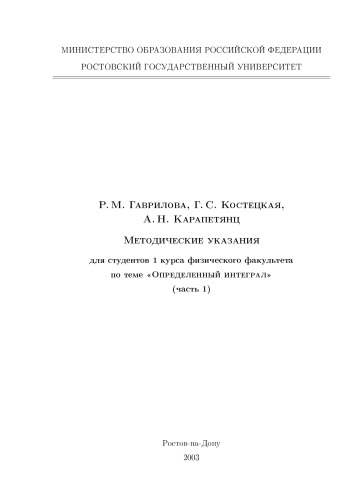 МИНИСТЕРСТВО ОБРАЗОВАНИЯ РОССИЙСКОЙ ФЕДЕРАЦИИ
РОСТОВСКИЙ ГОСУДАРСТВЕННЫЙ УНИВЕРСИТЕТ
Р. М. Гаврилова, Г. С. Костецкая,
А. Н. Карапетянц
Методические указания
для студентов 1 курса физического факультета
по теме «Определенный интеграл»
(часть 1)
Ростов-на-Дону
2003